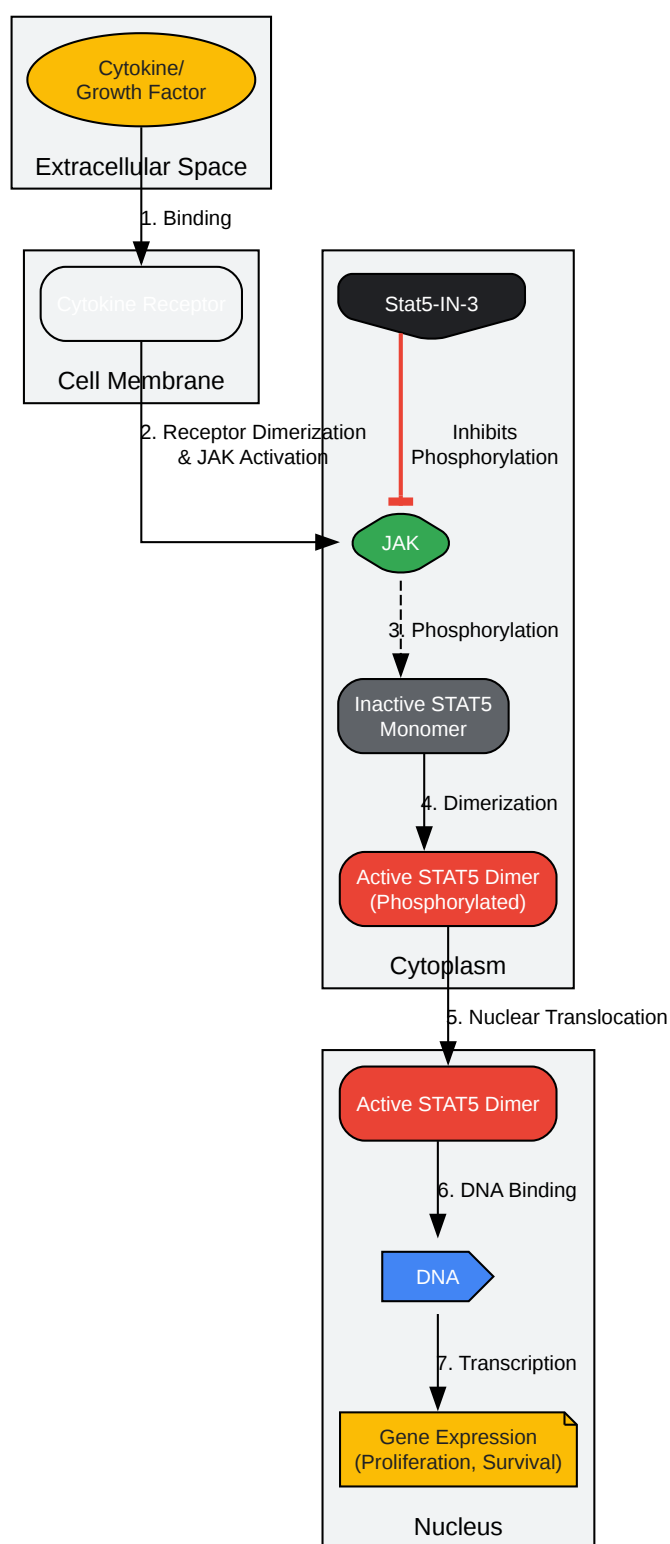 Cytokine/
Growth Factor
Extracellular Space
1. Binding
Cytokine Receptor
Cell Membrane
2. Receptor Dimerization
& JAK Activation
Stat5-IN-3
Inhibits
Phosphorylation
JAK
3. Phosphorylation
Inactive STAT5
Monomer
4. Dimerization
Active STAT5 Dimer
(Phosphorylated)
Cytoplasm
5. Nuclear Translocation
Active STAT5 Dimer
6. DNA Binding
DNA
7. Transcription
Gene Expression
(Proliferation, Survival)
Nucleus